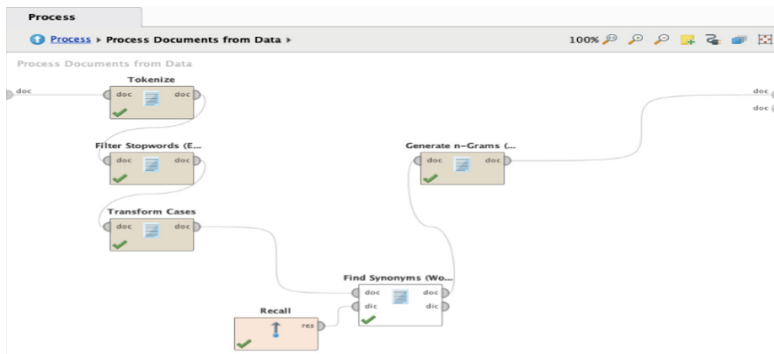 Process
Process ▸ Process Documents from Data ▸
100%
Process Documents from Data
Tokenize
doc
doc doc
doc
doc
Filter Stopwords (E...
doc doc
Generate n-Grams (...
doc doc
Transform Cases
doc doc
Find Synonyms (Wo...
doc doc
dic dic
Recall
res